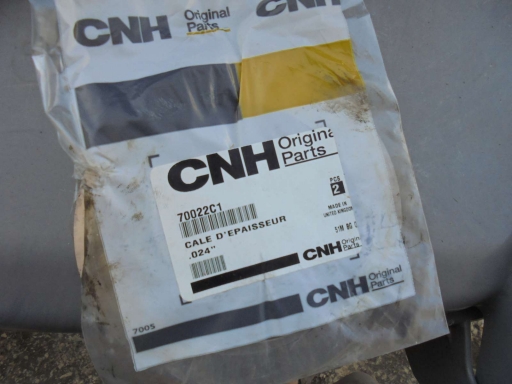 CNH Original Parts
C
CNH Original Parts
70022C1
PCS
2
CALE D'EPAISSEUR
.024"
MADE IN
UNITED KINGDOM
CNH Original Parts
CNH Original Parts
7005